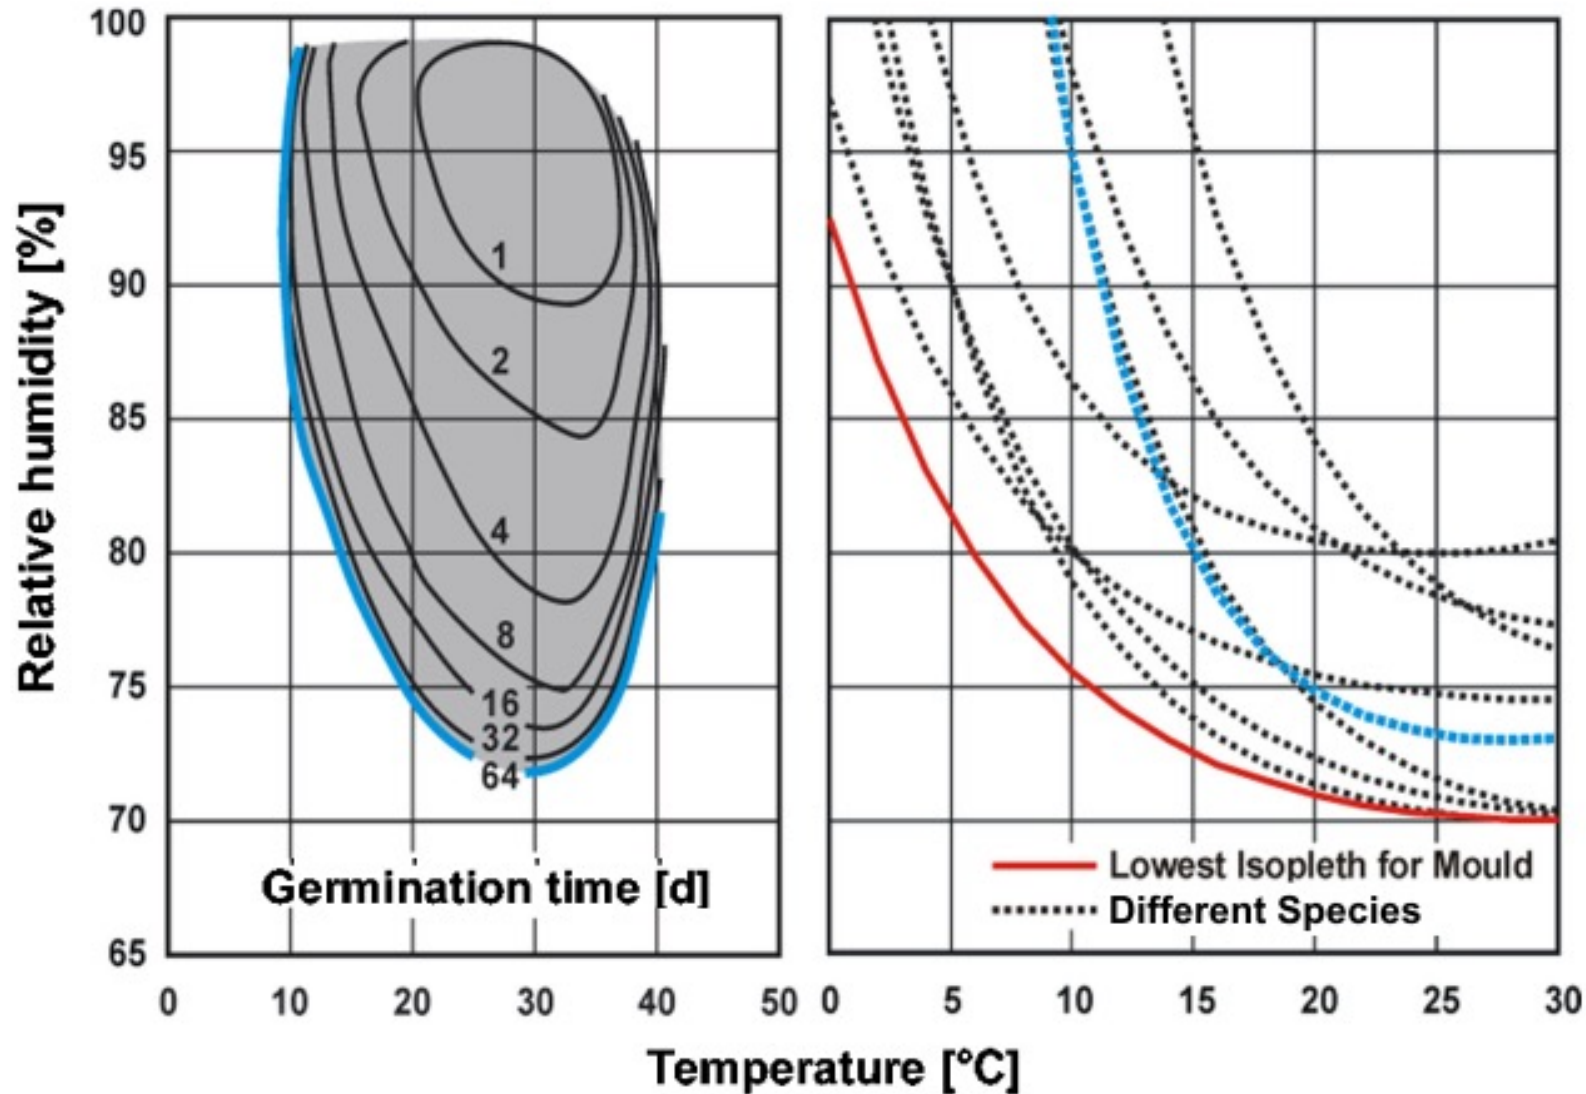 Relative humidity [%]
100
95
90
85
80
75
70
65
1
2
4
8
16
32
64
Germination time [d]
0 10 20 30 40 50
Lowest Isopleth for Mould
Different Species
0 5 10 15 20 25 30
Temperature [°C]